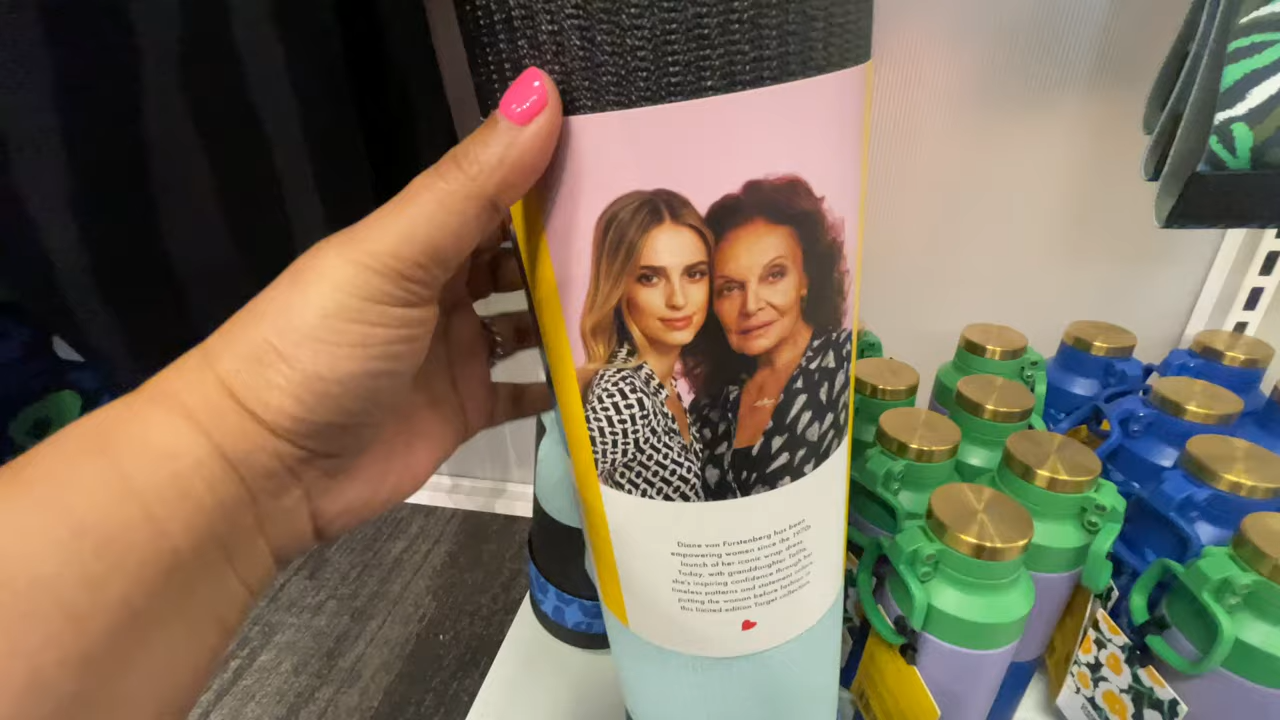 Diane von Furstenberg has been
empowering women since the 1970s
launch of her iconic wrap dress.
Today, with granddaughter Talita,
she's inspiring confidence through her
timeless patterns and statement colors,
putting the woman before fashion in
this limited-edition Target collection.